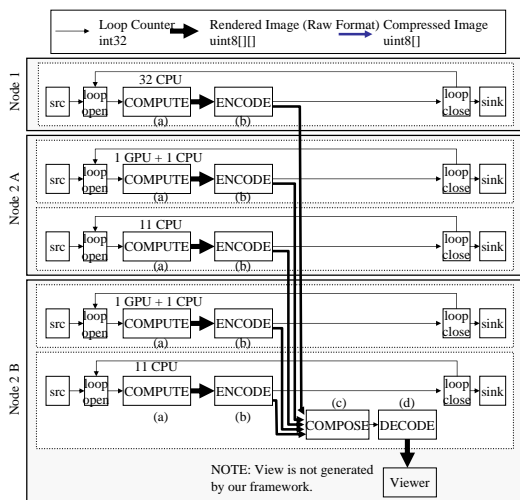 Loop Counter
int32
Rendered Image (Raw Format)
uint8[][]
Compressed Image
uint8[]
Node 1
32 CPU
src
loop
open
COMPUTE
ENCODE
loop
close
sink
(a)
(b)
Node 2 A
1 GPU + 1 CPU
src
loop
open
COMPUTE
ENCODE
loop
close
sink
(a)
(b)
11 CPU
src
loop
open
COMPUTE
ENCODE
loop
close
sink
(a)
(b)
Node 2 B
1 GPU + 1 CPU
src
loop
open
COMPUTE
ENCODE
loop
close
sink
(a)
(b)
11 CPU
src
loop
open
COMPUTE
ENCODE
loop
close
sink
(a)
(b)
(c)
(d)
COMPOSE
DECODE
NOTE: View is not generated
by our framework.
Viewer